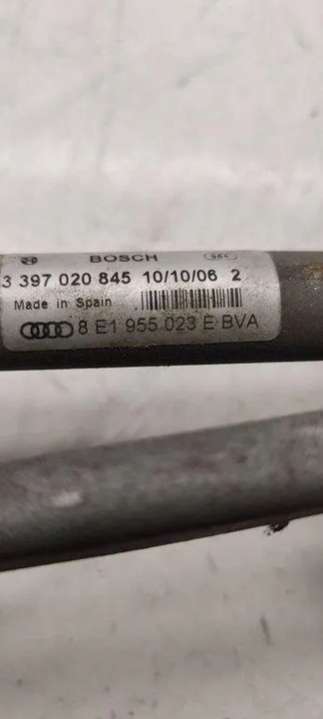 BOSCH
3 397 020 845 10/10/06 2
Made in Spain
8 E1 955 023 E BVA